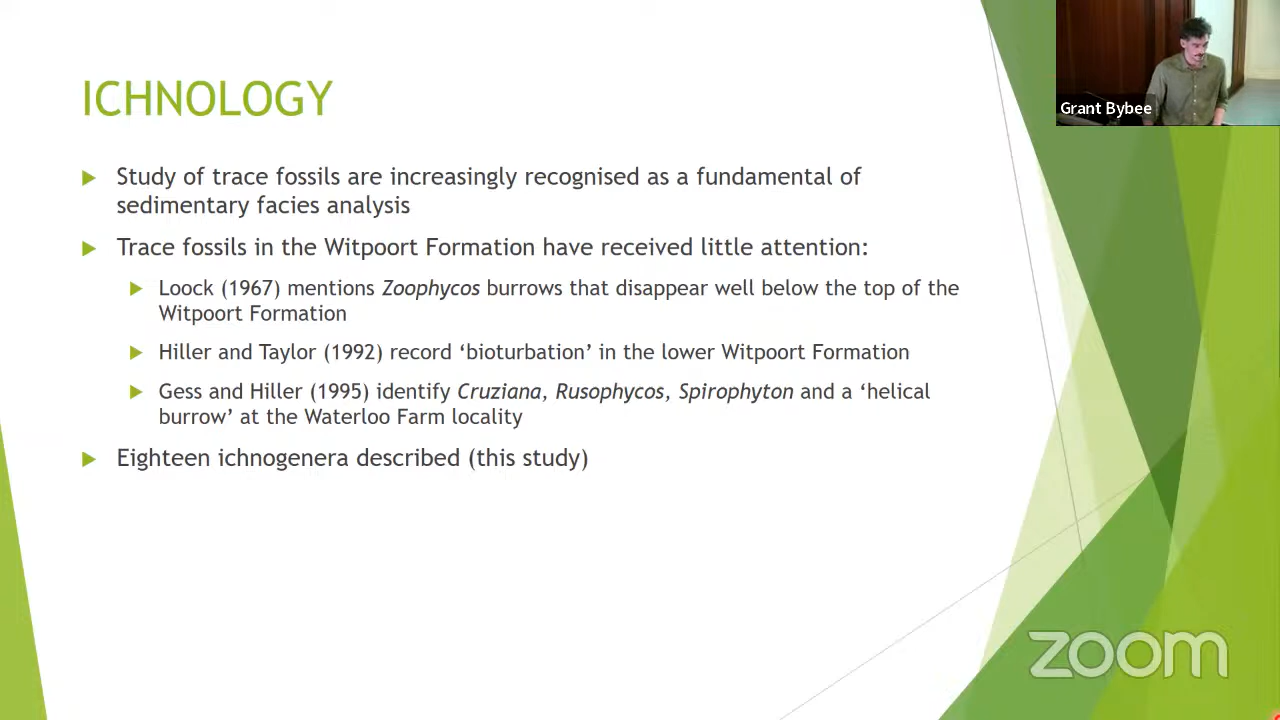 ICHNOLOGY
Grant Bybee
Study of trace fossils are increasingly recognised as a fundamental of
sedimentary facies analysis
Trace fossils in the Witpoort Formation have received little attention:
Loock (1967) mentions Zoophycos burrows that disappear well below the top of the
Witpoort Formation
Hiller and Taylor (1992) record ‘bioturbation’ in the lower Witpoort Formation
Gess and Hiller (1995) identify Cruziana, Rusophycos, Spirophyton and a ‘helical
burrow’ at the Waterloo Farm locality
Eighteen ichnogenera described (this study)
zoom